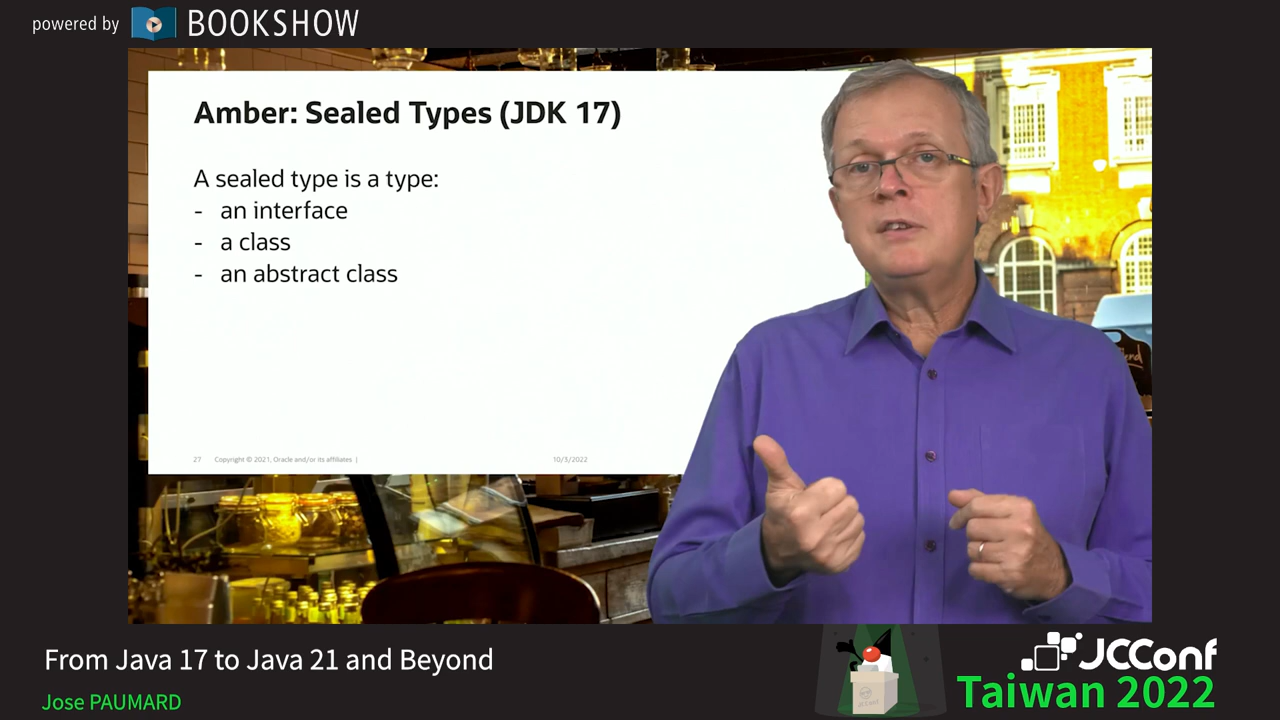 powered by BOOKSHOW
Amber: Sealed Types (JDK 17)
A sealed type is a type:
- an interface
- a class
- an abstract class
27 Copyright © 2021, Oracle and/or its affiliates |
10/3/2022
From Java 17 to Java 21 and Beyond
Jose PAUMARD
JCConf
Taiwan 2022